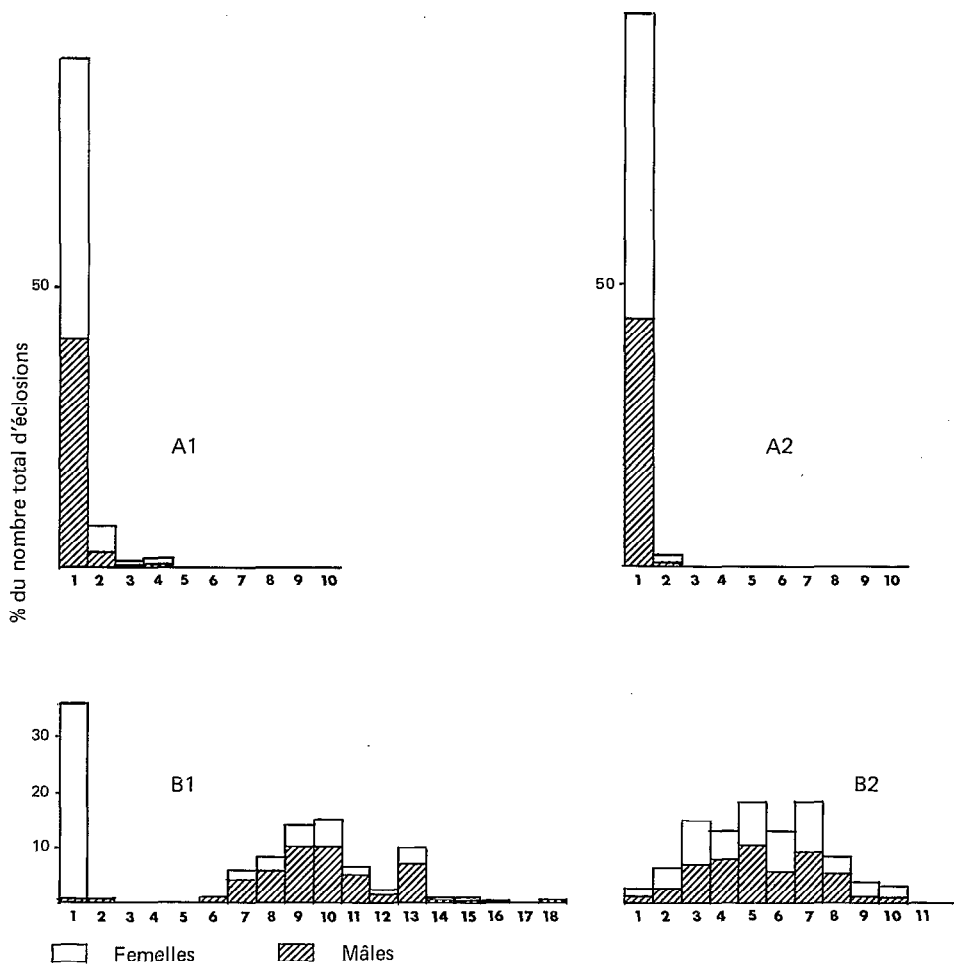 % du nombre total d'éclosions
50
A1
1 2 3 4 5 6 7 8 9 10
50
A2
1 2 3 4 5 6 7 8 9 10
30
20
10
B1
1 2 3 4 5 6 7 8 9 10 11 12 13 14 15 16 17 18
B2
1 2 3 4 5 6 7 8 9 10 11
Femelles
Mâles